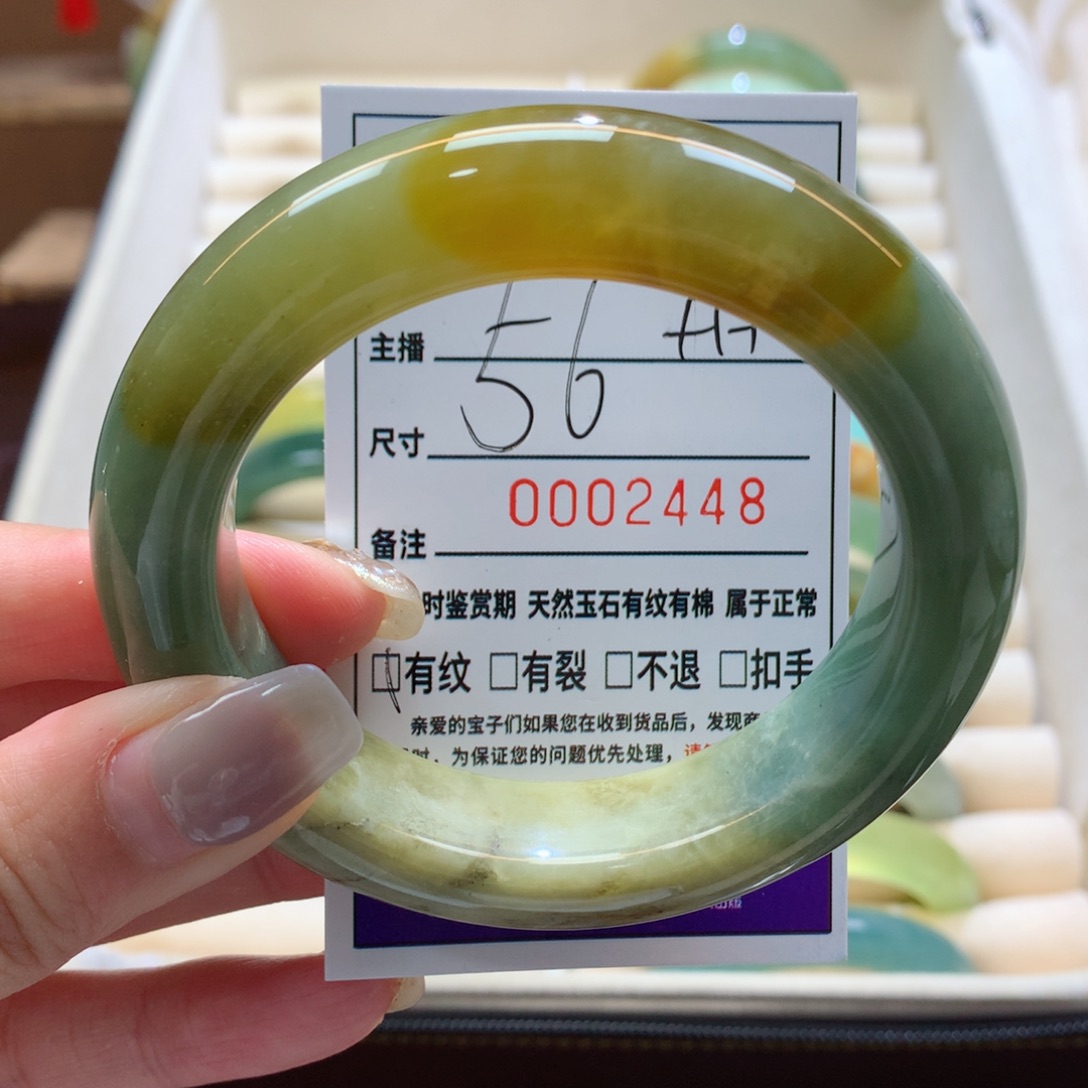 主播
56
尺寸
0002448
备注
时鉴赏期 天然玉石有纹有棉 属于正常
□有纹 □有裂 □不退 □扣手
亲爱的宝子们如果您在收到货品后，发现商
时，为保证您的问题优先处理，请